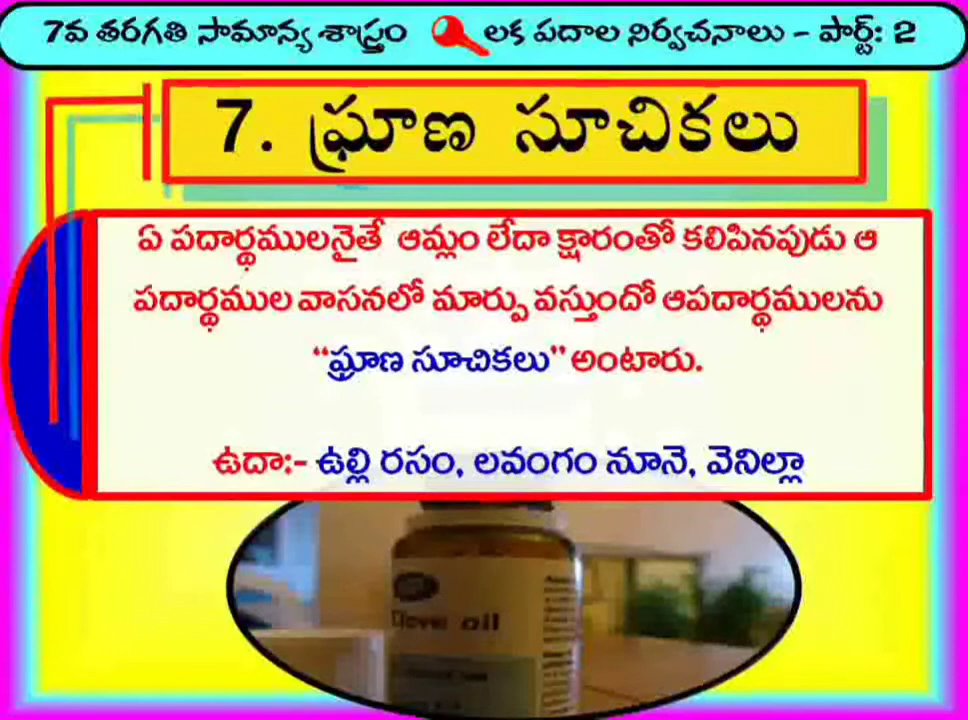 7వ తరగతి సామాన్య శాస్త్రం కీలక పదాల నిర్వచనాలు - పార్ట్: 2
7. ఘ్రాణ సూచికలు
ఏ పదార్థములనైతే ఆమ్లం లేదా క్షారంతో కలిపినపుడు ఆ
పదార్థముల వాసనలో మార్పు వస్తుందో ఆపదార్థములను
“ఘ్రాణ సూచికలు” అంటారు.
ఉదా:- ఉల్లి రసం, లవంగం నూనె, వెనిల్లా
Clove oil